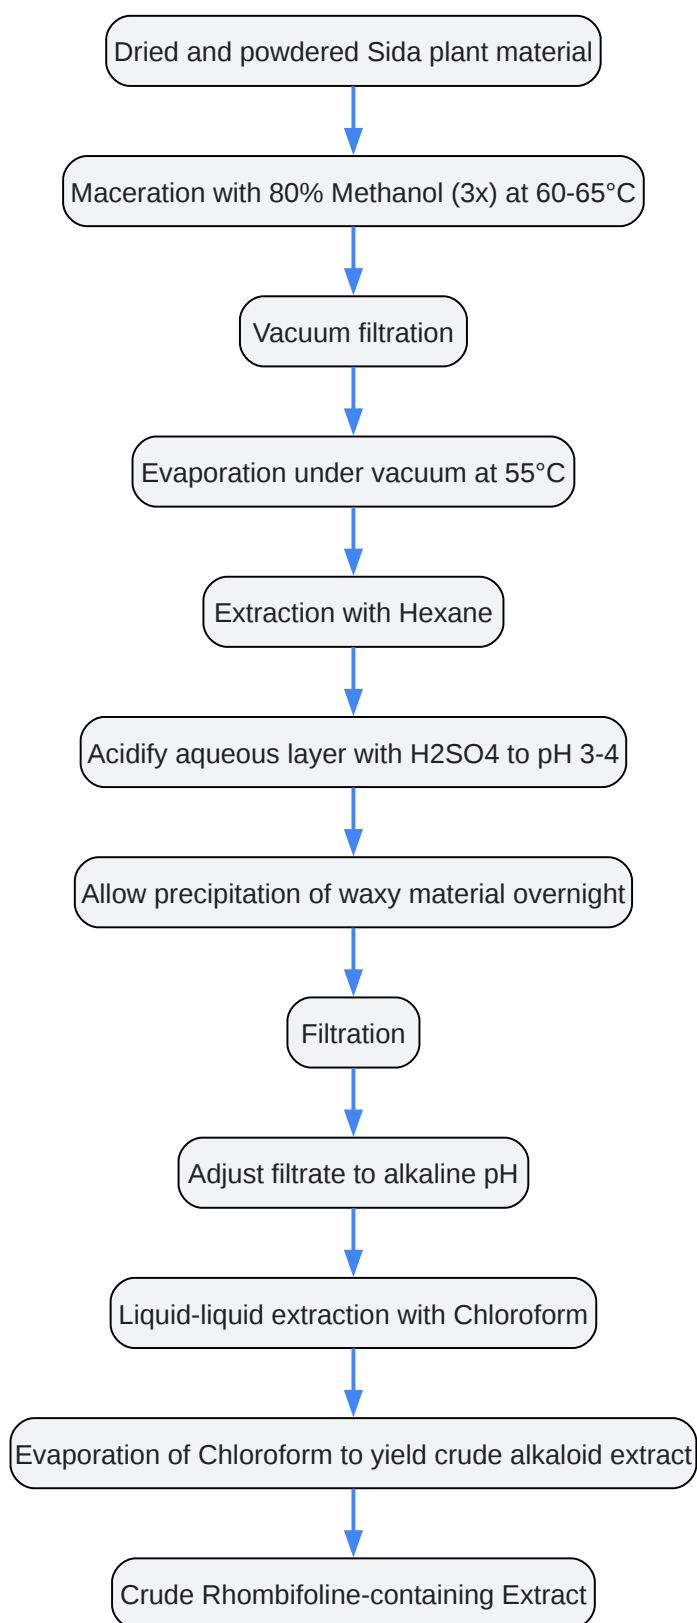 Dried and powdered Sida plant material
Maceration with 80% Methanol (3x) at 60-65°C
Vacuum filtration
Evaporation under vacuum at 55°C
Extraction with Hexane
Acidify aqueous layer with H2SO4 to pH 3-4
Allow precipitation of waxy material overnight
Filtration
Adjust filtrate to alkaline pH
Liquid-liquid extraction with Chloroform
Evaporation of Chloroform to yield crude alkaloid extract
Crude Rhombifoline-containing Extract